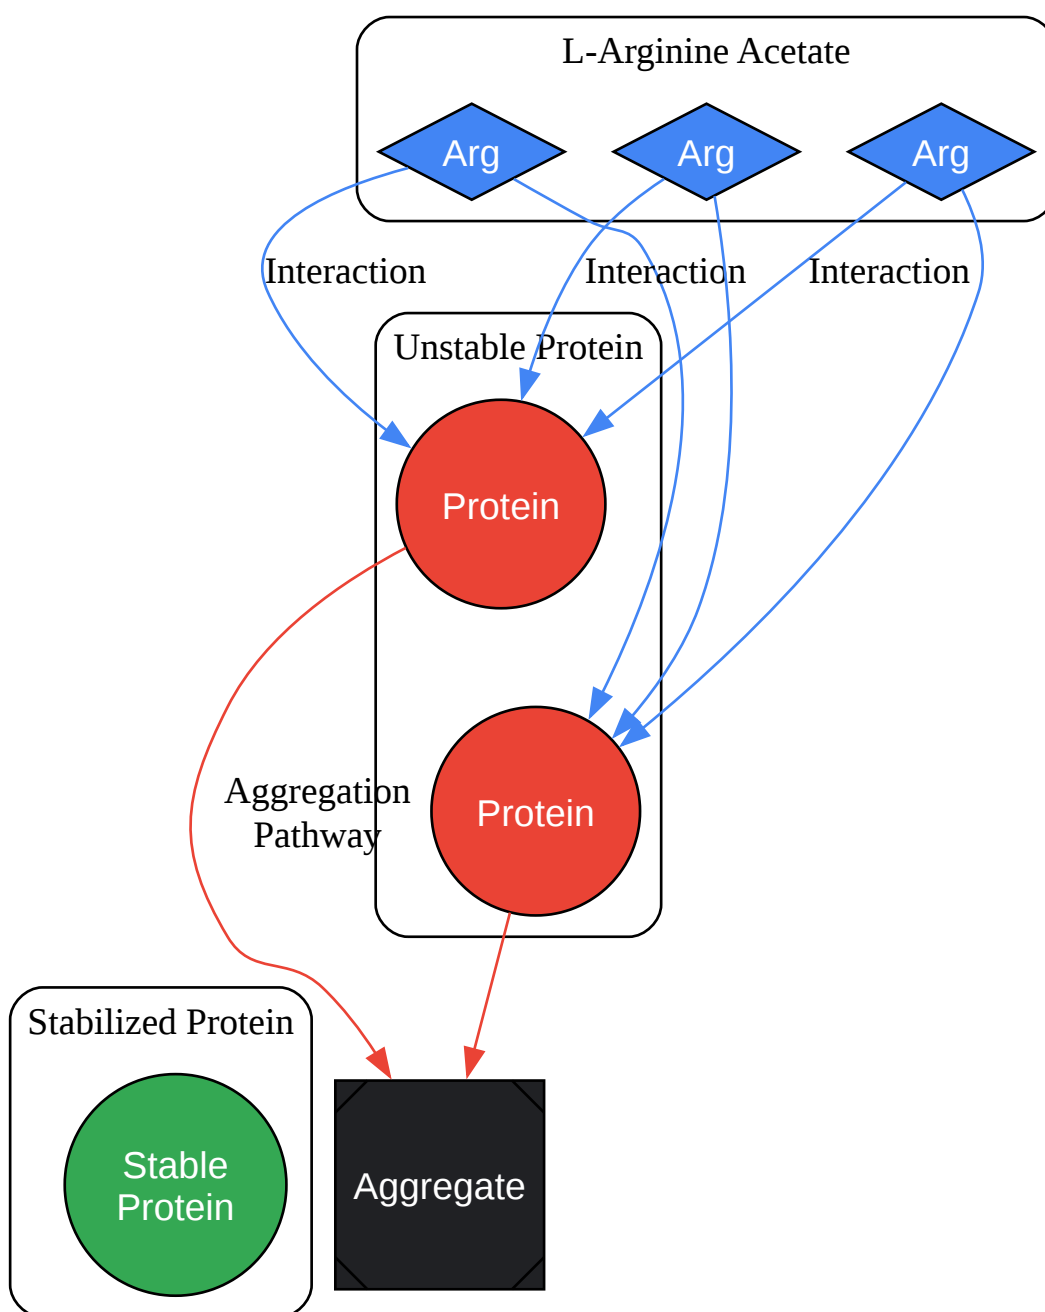 L-Arginine Acetate
Arg
Arg
Arg
Interaction
Interaction
Interaction
Unstable Protein
Protein
Aggregation
Pathway
Protein
Stabilized Protein
Stable
Protein
Aggregate